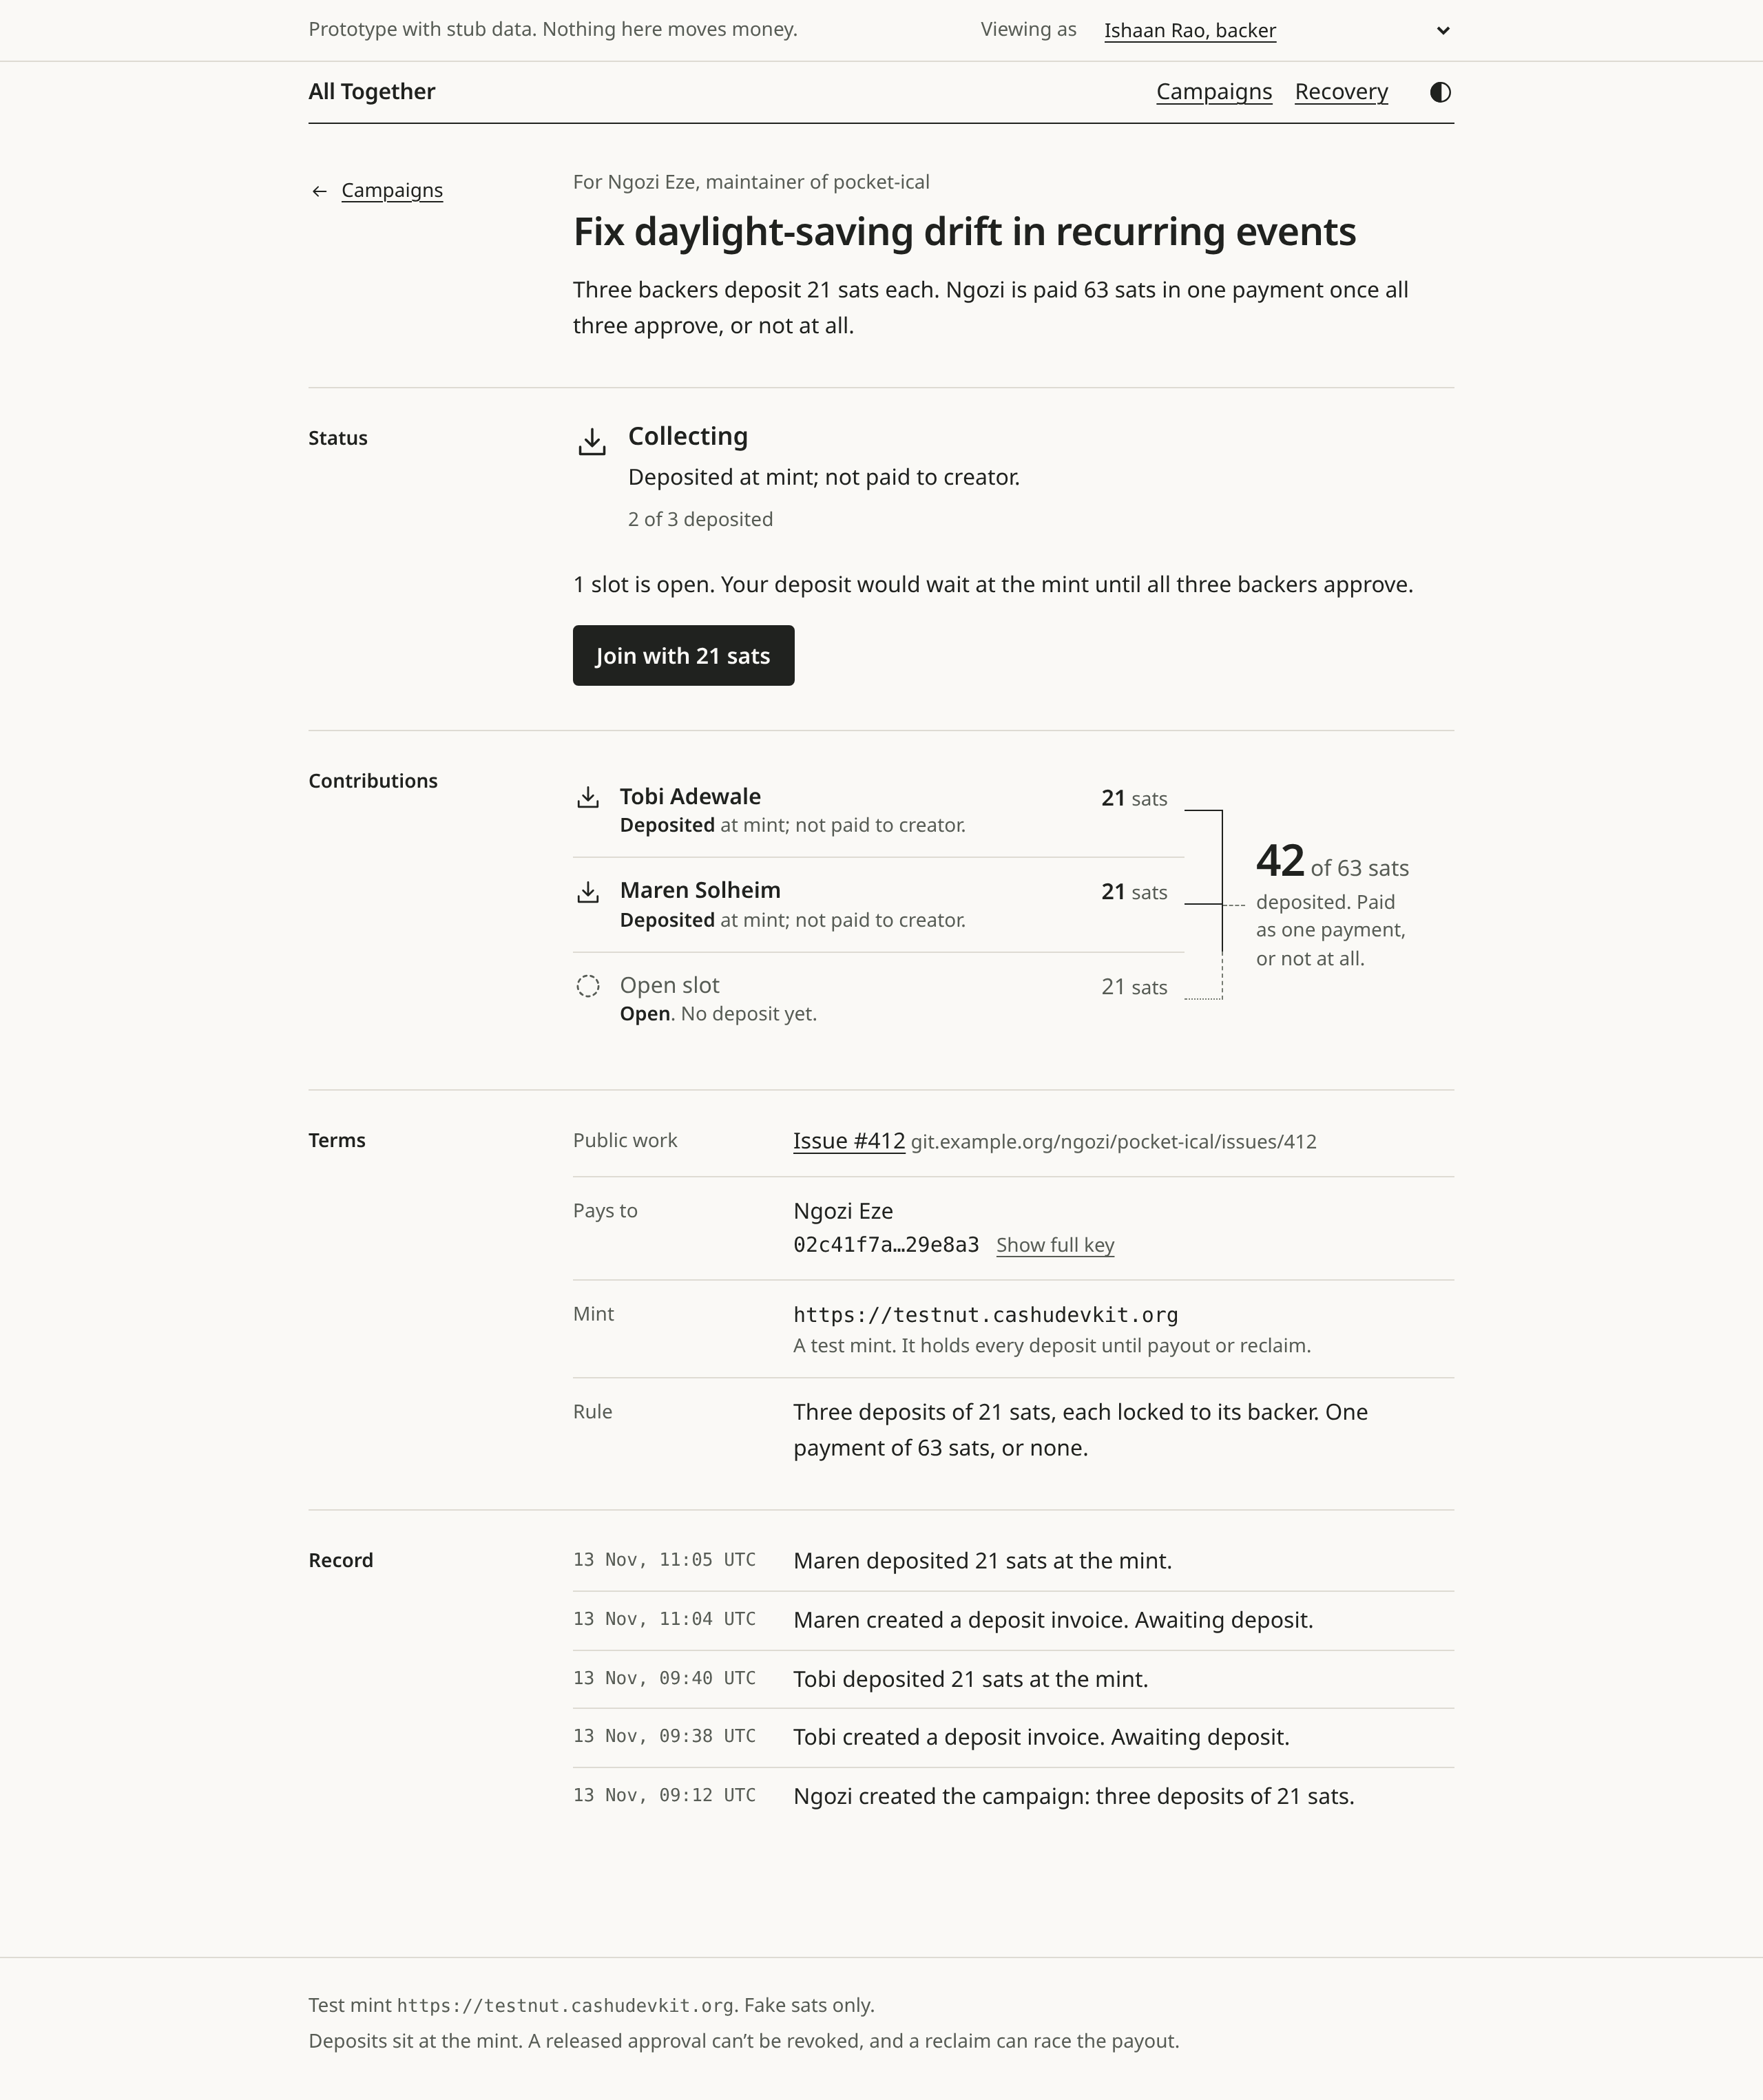 Prototype with stub data. Nothing here moves money.
Viewing as Ishaan Rao, backer
All Together
Campaigns Recovery
← Campaigns
For Ngozi Eze, maintainer of pocket-ical
Fix daylight-saving drift in recurring events
Three backers deposit 21 sats each. Ngozi is paid 63 sats in one payment once all
three approve, or not at all.
Status
Collecting
Deposited at mint; not paid to creator.
2 of 3 deposited
1 slot is open. Your deposit would wait at the mint until all three backers approve.
Join with 21 sats
Contributions
Tobi Adewale
Deposited at mint; not paid to creator.
21 sats
Maren Solheim
Deposited at mint; not paid to creator.
21 sats
Open slot
Open. No deposit yet.
21 sats
42 of 63 sats
deposited. Paid
as one payment,
or not at all.
Terms
Public work
Issue #412 git.example.org/ngozi/pocket-ical/issues/412
Pays to
Ngozi Eze
02c41f7a…29e8a3 Show full key
Mint
https://testnut.cashudevkit.org
A test mint. It holds every deposit until payout or reclaim.
Rule
Three deposits of 21 sats, each locked to its backer. One
payment of 63 sats, or none.
Record
13 Nov, 11:05 UTC Maren deposited 21 sats at the mint.
13 Nov, 11:04 UTC Maren created a deposit invoice. Awaiting deposit.
13 Nov, 09:40 UTC Tobi deposited 21 sats at the mint.
13 Nov, 09:38 UTC Tobi created a deposit invoice. Awaiting deposit.
13 Nov, 09:12 UTC Ngozi created the campaign: three deposits of 21 sats.
Test mint https://testnut.cashudevkit.org. Fake sats only.
Deposits sit at the mint. A released approval can’t be revoked, and a reclaim can race the payout.